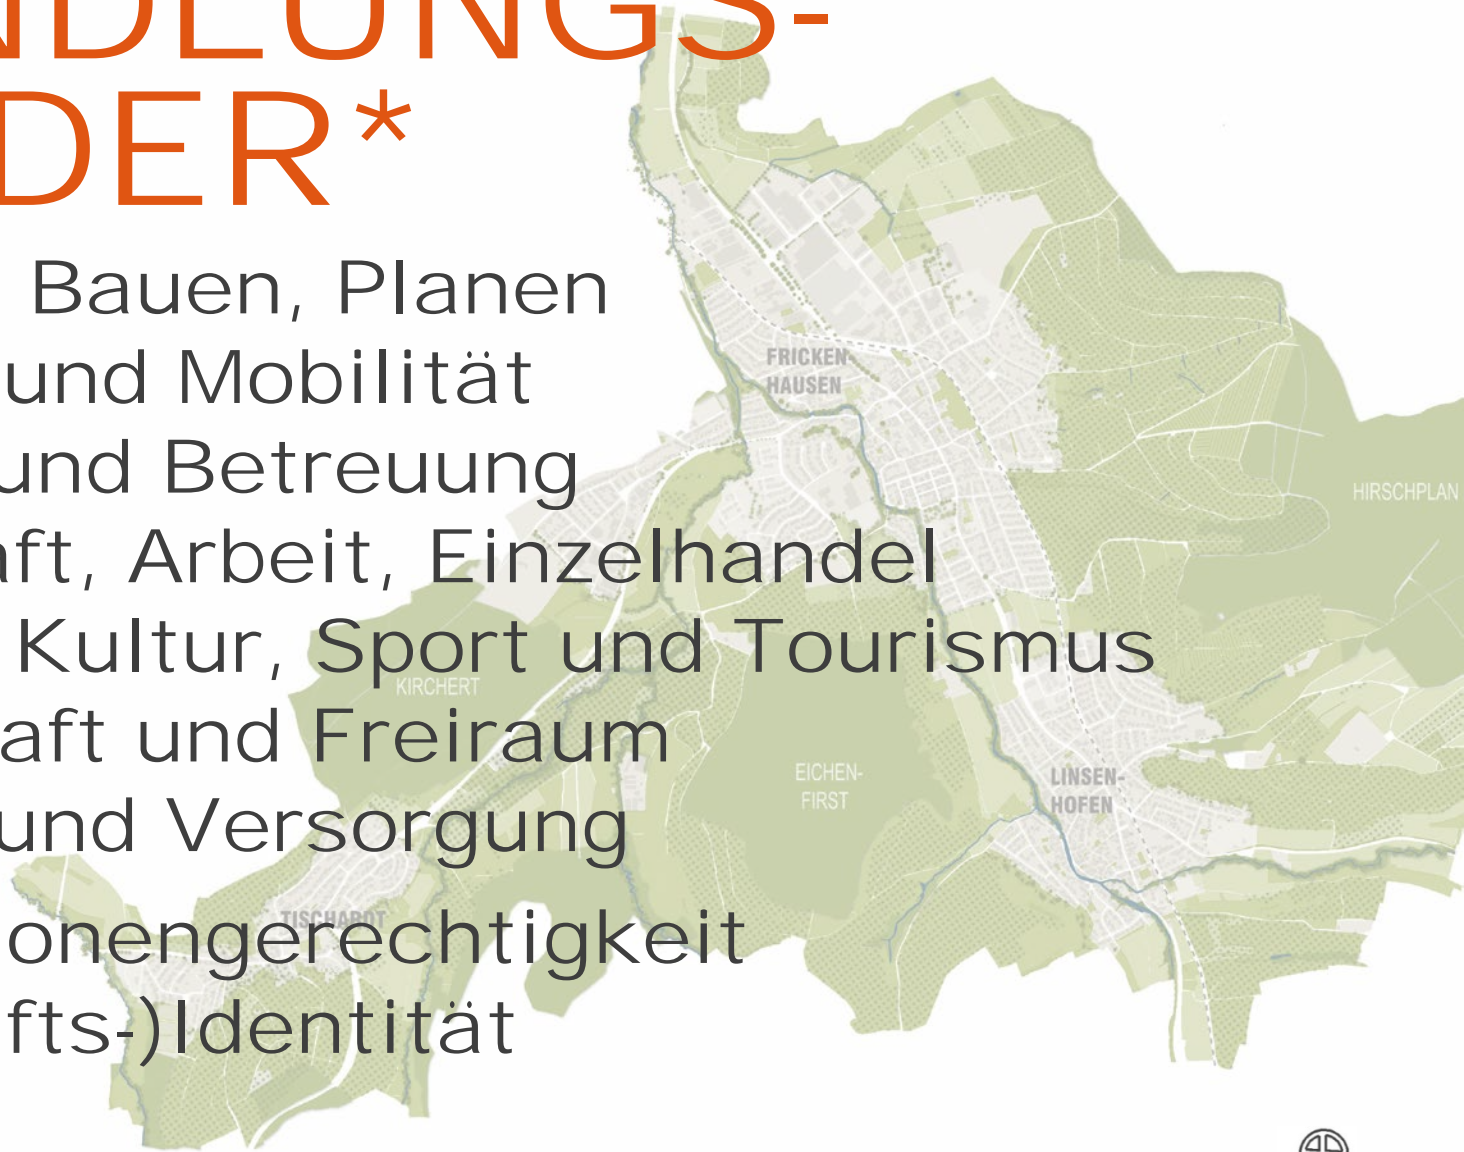 NDLUNGS-
DER*
Bauen, Planen
und Mobilität
und Betreuung
aft, Arbeit, Einzelhandel
Kultur, Sport und Tourismus
aft und Freiraum
und Versorgung
onengerechtigkeit
fts-)Identität
FRICKEN-
HAUSEN
HIRSCHPLAN
KIRCHERT
EICHEN-
FIRST
LINSEN-
HOFEN
TISCHARDT